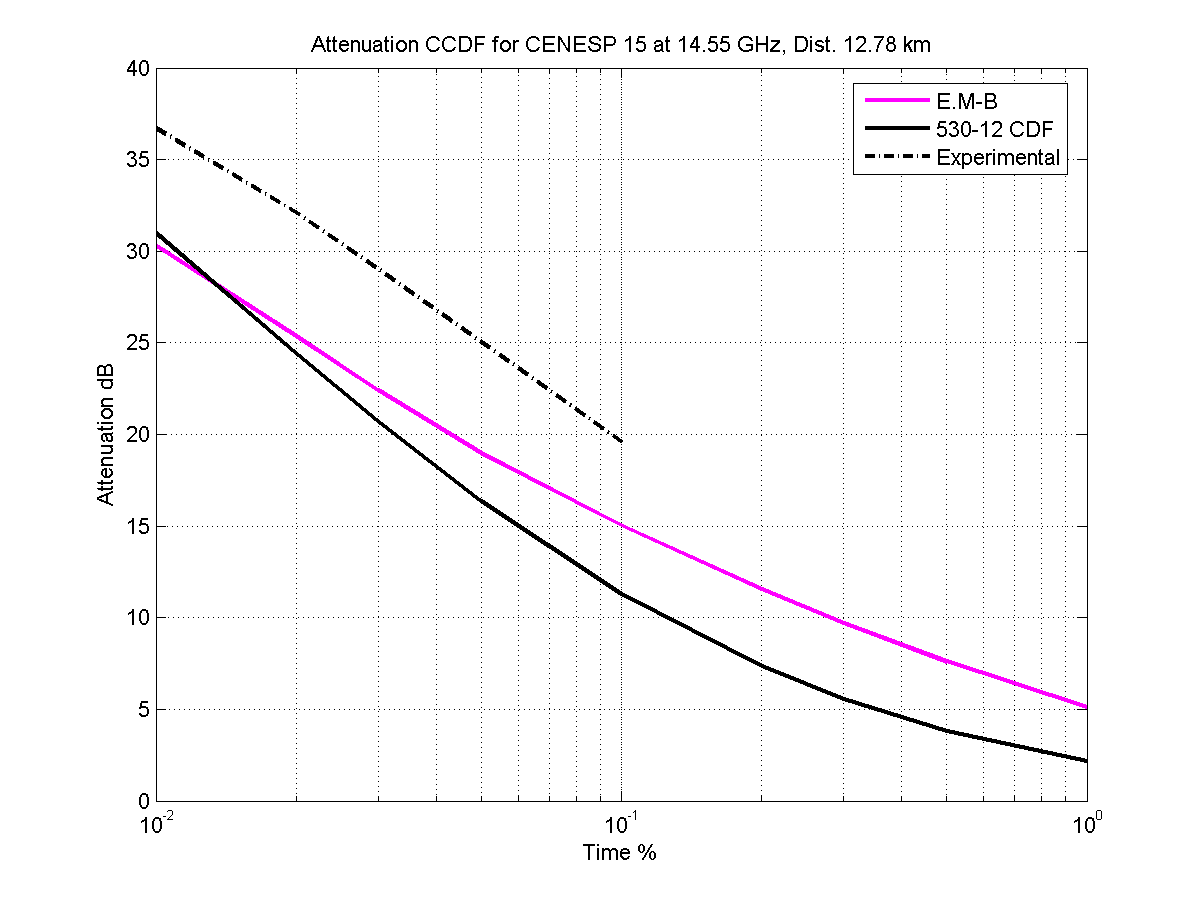 Attenuation CCDF for CENESP 15 at 14.55 GHz, Dist. 12.78 km
E.M-B
530-12 CDF
Experimental
Attenuation dB
40
35
30
25
20
15
10
5
0
10^-2
10^-1
10^0
Time %